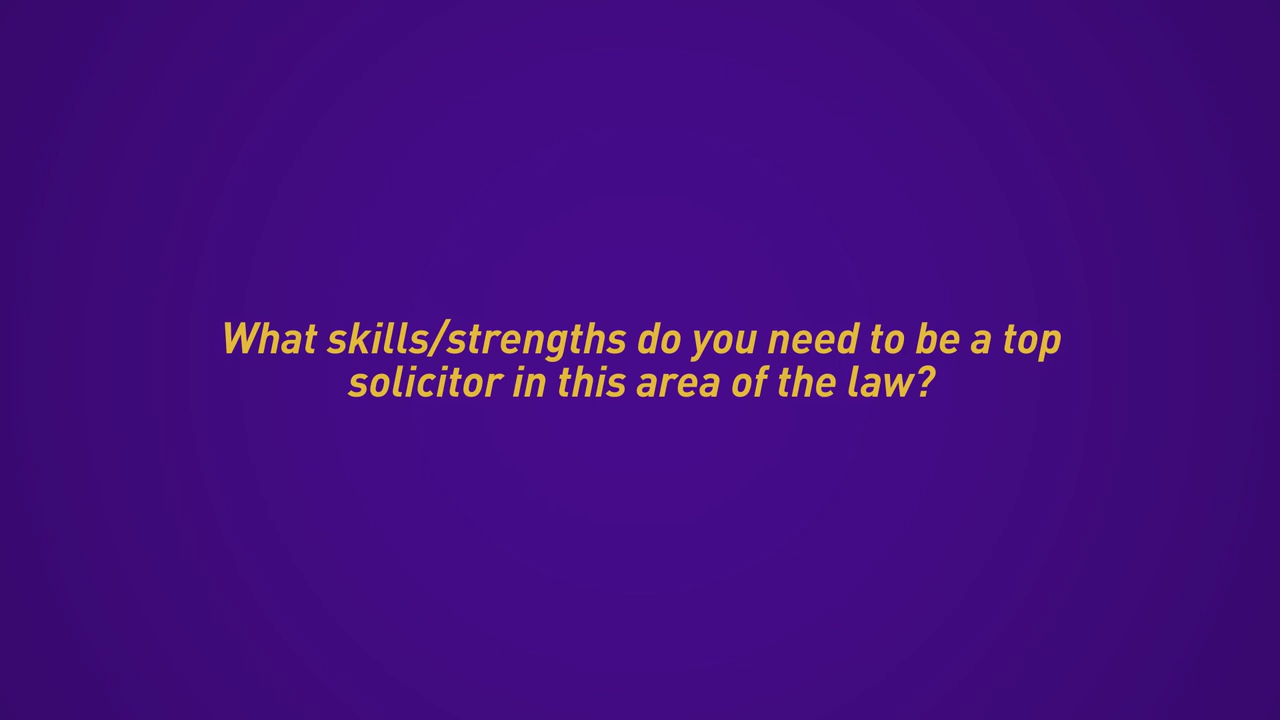 What skills/strengths do you need to be a top
solicitor in this area of the law?